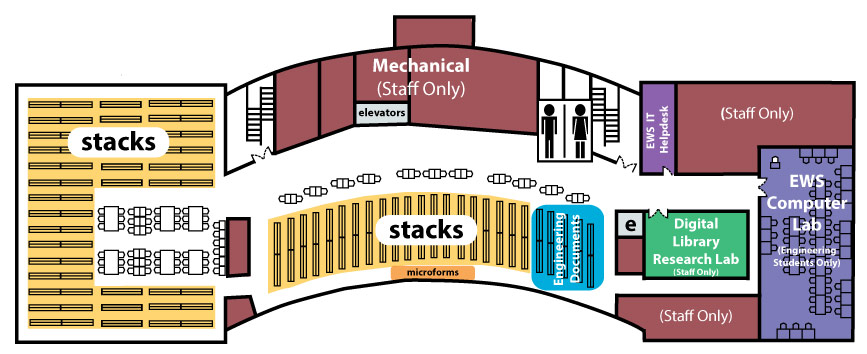 stacks
Mechanical
(Staff Only)
elevators
EWS IT
Helpdesk
(Staff Only)
EWS
Computer
Lab
(Engineering
Students Only)
stacks
microforms
Engineering
Documents
e
Digital
Library
Research Lab
(Staff Only)
(Staff Only)